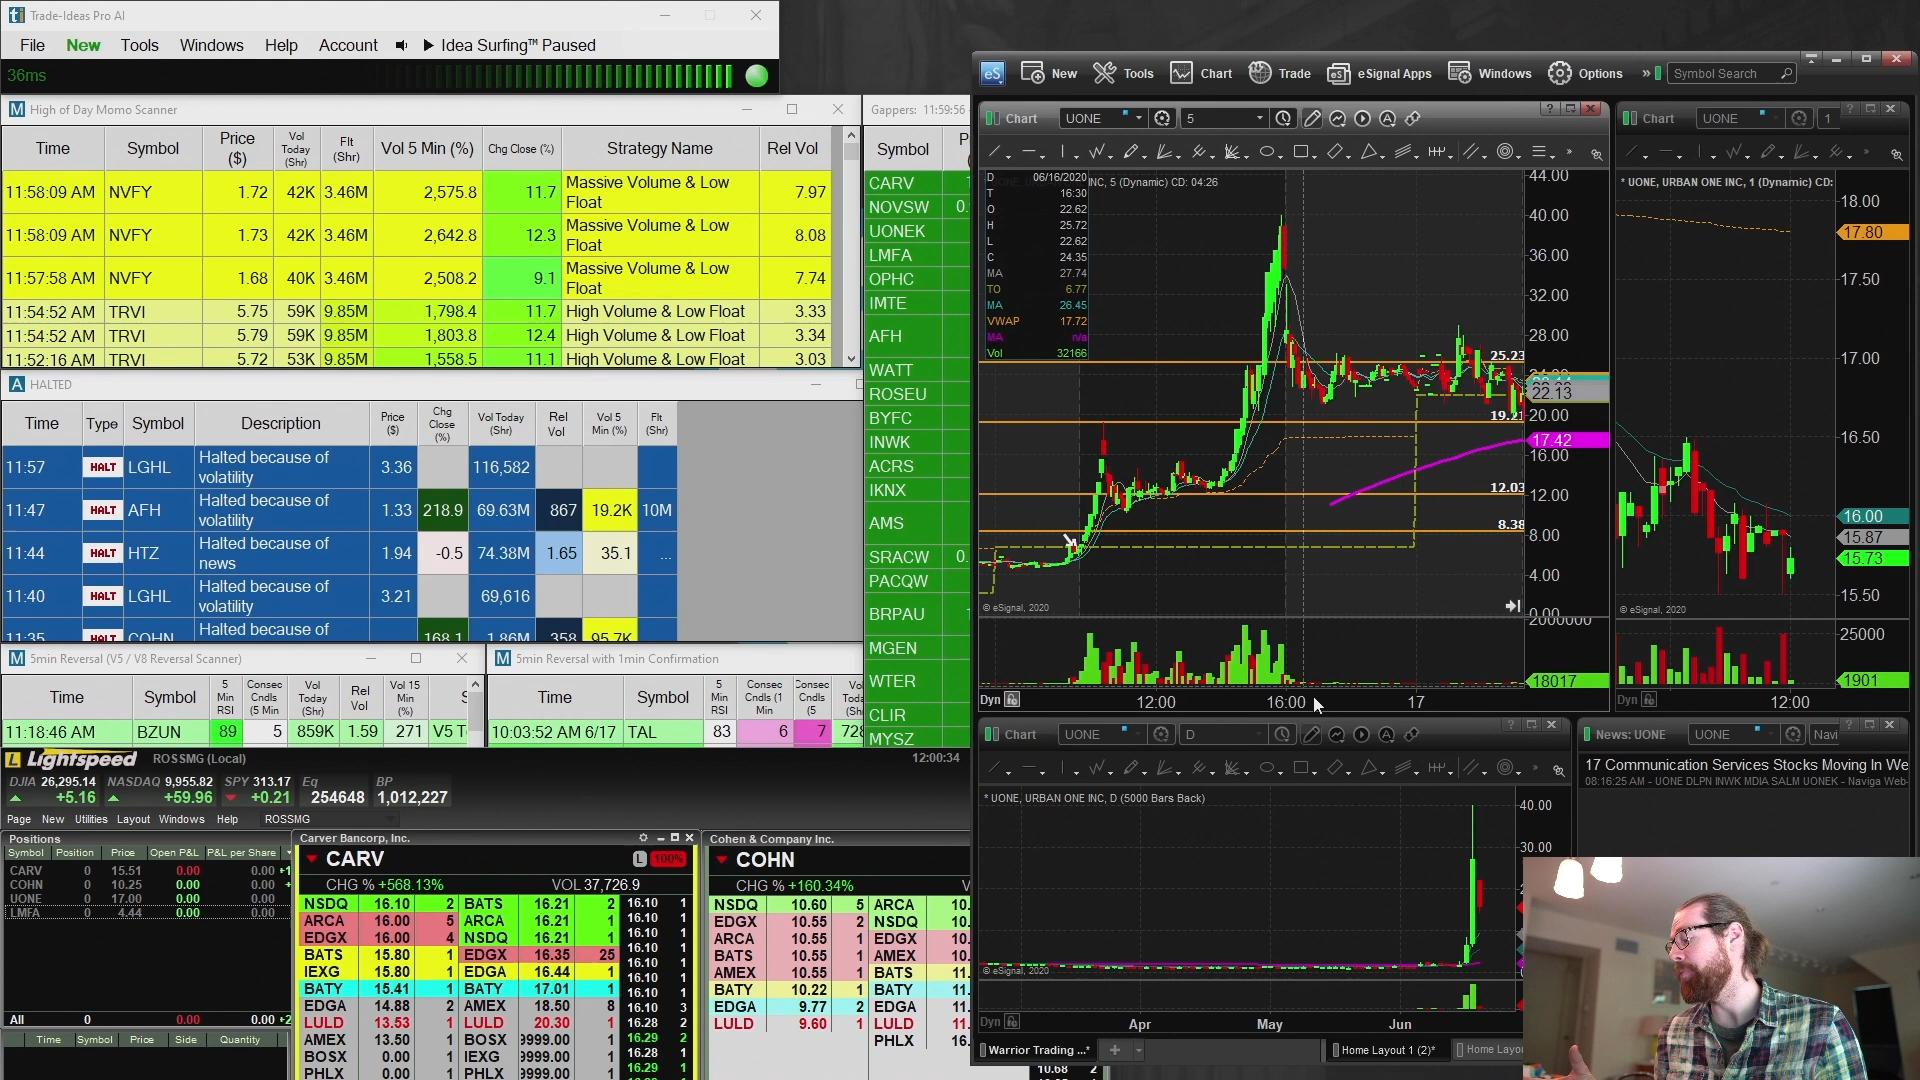 Trade-Ideas Pro AI
File New Tools Windows Help Account Idea Surfing™ Paused
36ms
High of Day Momo Scanner
Time Symbol Price ($) Vol Today (Shr) Flt (Shr) Vol 5 Min (%) Chg Close (%) Strategy Name Rel Vol
11:58:09 AM NVFY 1.72 42K 3.46M 2,575.8 11.7 Massive Volume & Low Float 7.97
11:58:09 AM NVFY 1.73 42K 3.46M 2,642.8 12.3 Massive Volume & Low Float 8.08
11:57:58 AM NVFY 1.68 40K 3.46M 2,508.2 9.1 Massive Volume & Low Float 7.74
11:54:52 AM TRVI 5.75 59K 9.85M 1,798.4 11.7 High Volume & Low Float 3.33
11:54:52 AM TRVI 5.79 59K 9.85M 1,803.8 12.4 High Volume & Low Float 3.34
11:52:16 AM TRVI 5.72 53K 9.85M 1,558.5 11.1 High Volume & Low Float 3.03
HALTED
Time Type Symbol Description Price ($) Chg Close (%) Vol Today (Shr) Rel Vol Vol 5 Min (%) Flt (Shr)
11:57 HALT LGHL Halted because of volatility 3.36 116,582
11:47 HALT AFH Halted because of volatility 1.33 218.9 69.63M 867 19.2K 10M
11:44 HALT HTZ Halted because of news 1.94 -0.5 74.38M 1.65 35.1 ...
11:40 HALT LGHL Halted because of volatility 3.21 69,616
11:35 HALT COHN Halted because of 168.1 1.86M 358 95.7K
5min Reversal (V5 / V8 Reversal Scanner)
Time Symbol 5 Min RSI Consec Cndls (5 Min Vol Today (Shr) Rel Vol Vol 15 Min (%)
11:18:46 AM BZUN 89 5 859K 1.59 271 V5 T
5min Reversal with 1min Confirmation
Time Symbol 5 Min RSI Consec Cndls (1 Min Consec Cndls (5
10:03:52 AM 6/17 TAL 83 6 7 728
Gappers: 11:59:56
Symbol
CARV
NOVSW
UONEK
LMFA
OPHC
IMTE
AFH
WATT
ROSEU
BYFC
INWK
ACRS
IKNX
AMS
SRACW
PACQW
BRPAU
MGEN
WTER
CLIR
MYSZ
Lightspeed ROSSMG (Local) 12:00:34
DJIA 26,295.14 NASDAQ 9,955.82 SPY 313.17 Eq BP
+5.16 +59.96 +0.21 254648 1,012,227
Page New Utilities Layout Windows Help ROSSMG
Positions
Symbol Position Price Open P&L P&L per Share
CARV 0 15.51 0.00 0.00
COHN 0 10.25 0.00 0.00
UONE 0 17.00 0.00 0.00
LMFA 0 4.44 0.00 0.00
All 0 0.00 0.00
Time Symbol Price Side Quantity
Carver Bancorp, Inc.
CARV L 100%
CHG % +568.13% VOL 37,726.9
NSDQ 16.10 2 BATS 16.21 2
ARCA 16.00 5 ARCA 16.21 1
EDGX 16.00 4 NSDQ 16.21 1
BATS 15.80 1 EDGX 16.35 25
IEXG 15.80 1 EDGA 16.44 1
BATY 15.41 1 BATY 17.01 1
EDGA 14.88 2 AMEX 18.50 8
LULD 13.53 1 LULD 20.30 1
AMEX 13.50 1 BOSX 9999.00 1
BOSX 0.00 1 IEXG 9999.00 1
PHLX 0.00 1 PHLX 9999.00 1
16.10 1
16.10 1
16.10 1
16.10 1
16.10 1
16.10 1
16.10 1
16.10 3
16.28 2
16.29 2
16.28 1
16.29 1
Cohen & Company Inc.
COHN
CHG % +160.34%
NSDQ 10.60 5 ARCA 10.
EDGX 10.55 2 NSDQ 10.
ARCA 10.55 1 EDGX 10.
BATS 10.55 1 EDGA 10.
AMEX 10.55 1 BATS 11.
BATY 10.22 1 BATY 11.
EDGA 9.77 2 EDGA 11.
LULD 9.60 1 LULD 11.
PHLX 16.
10.68 2
eS New Tools Chart Trade eSignal Apps Windows Options » Symbol Search
Chart UONE 5
D 06/16/2020
T 16:30
O 22.62
H 25.72
L 22.62
C 24.35
MA 27.74
TO 6.77
MA 26.45
VWAP 17.72
MA n/a
Vol 32166
INC, 5 (Dynamic) CD: 04:26
44.00
40.00
36.00
32.00
28.00
25.23
24.00
22.13
20.00
19.21
17.42
16.00
12.03
12.00
8.38
8.00
4.00
0.00
© eSignal, 2020
2000000
18017
Dyn 12:00 16:00 17
Chart UONE 1
* UONE, URBAN ONE INC, 1 (Dynamic) CD:
18.00
17.80
17.50
17.00
16.50
16.00
15.87
15.73
15.50
© eSignal, 2020
25000
1901
Dyn 12:00
Chart UONE D
* UONE, URBAN ONE INC, D (5000 Bars Back)
40.00
30.00
© eSignal, 2020
Dyn Apr May Jun
News: UONE UONE Navi
17 Communication Services Stocks Moving In We
08:16:25 AM - UONE DLPN INWK MDIA SALM UONEK - Naviga Web-
Warrior Trading ...* + Home Layout 1 (2)* Home Layou